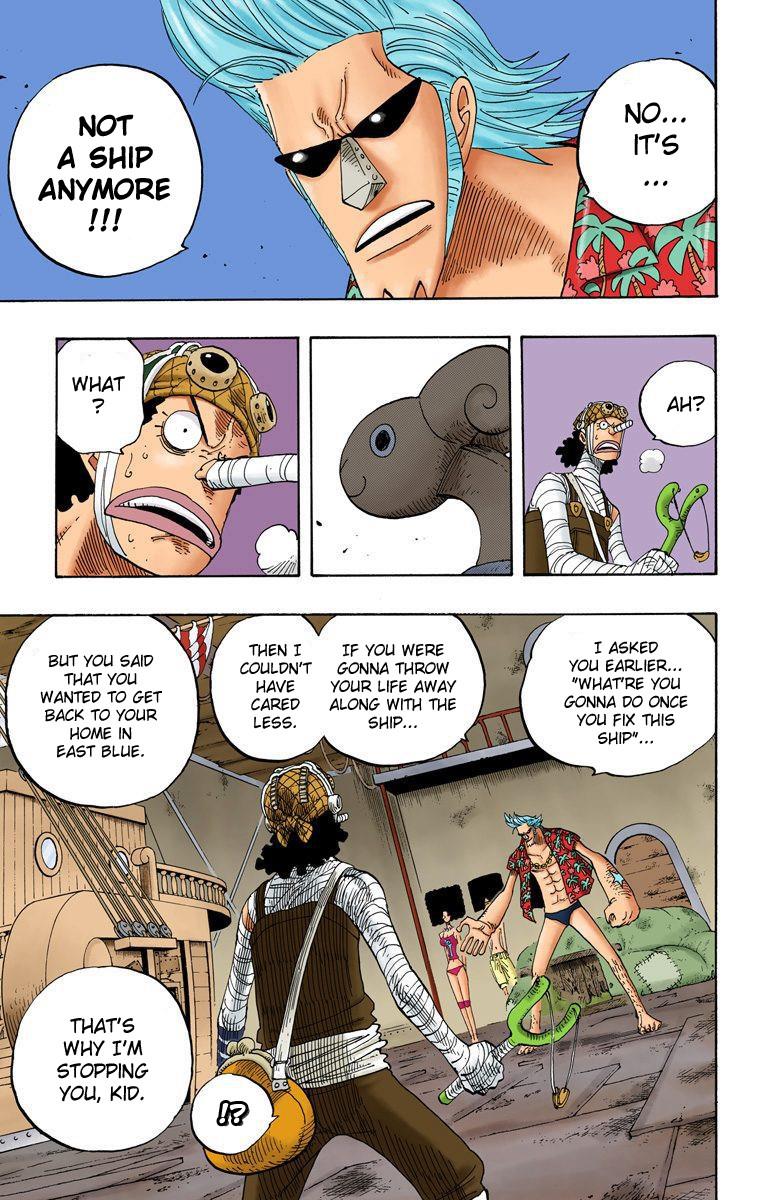 NO...
IT'S
...
NOT
A SHIP
ANYMORE
!!!
AH?
WHAT
?
I ASKED
YOU EARLIER...
"WHAT'RE YOU
GONNA DO ONCE
YOU FIX THIS
SHIP"...
IF YOU WERE
GONNA THROW
YOUR LIFE AWAY
ALONG WITH THE
SHIP...
THEN I
COULDN'T
HAVE
CARED
LESS.
BUT YOU SAID
THAT YOU
WANTED TO GET
BACK TO YOUR
HOME IN
EAST BLUE.
THAT'S
WHY I'M
STOPPING
YOU, KID.
!?